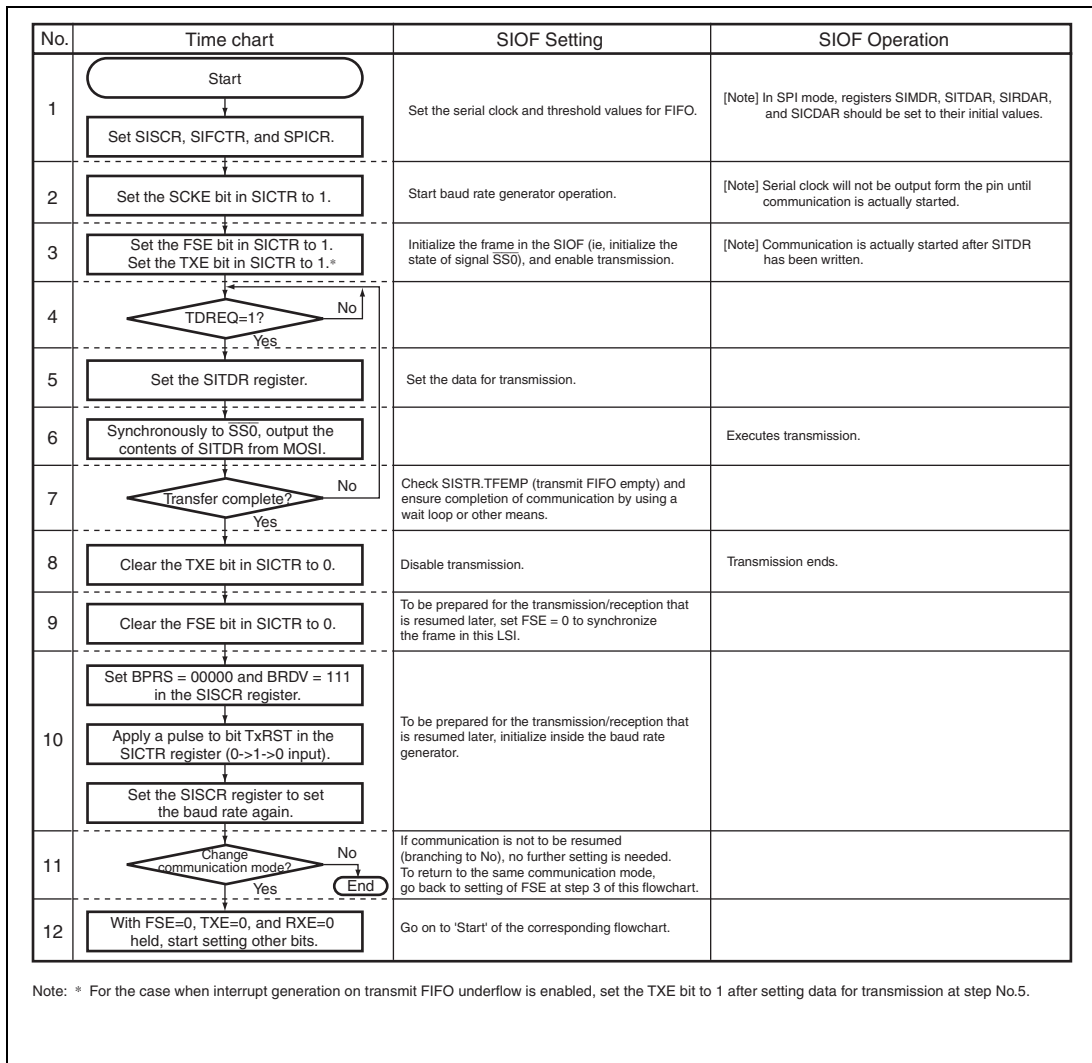 No. Time chart SIOF Setting SIOF Operation
1
Start
Set SISCR, SIFCTR, and SPICR.
Set the serial clock and threshold values for FIFO.
[Note] In SPI mode, registers SIMDR, SITDAR, SIRDAR,
and SICDAR should be set to their initial values.
2
Set the SCKE bit in SICTR to 1.
Start baud rate generator operation.
[Note] Serial clock will not be output form the pin until
communication is actually started.
3
Set the FSE bit in SICTR to 1.
Set the TXE bit in SICTR to 1.*
Initialize the frame in the SIOF (ie, initialize the
state of signal SS0), and enable transmission.
[Note] Communication is actually started after SITDR
has been written.
4
TDREQ=1?
No
Yes
5
Set the SITDR register.
Set the data for transmission.
6
Synchronously to SS0, output the
contents of SITDR from MOSI.
Executes transmission.
7
Transfer complete?
No
Yes
Check SISTR.TFEMP (transmit FIFO empty) and
ensure completion of communication by using a
wait loop or other means.
8
Clear the TXE bit in SICTR to 0.
Disable transmission.
Transmission ends.
9
Clear the FSE bit in SICTR to 0.
To be prepared for the transmission/reception that
is resumed later, set FSE = 0 to synchronize
the frame in this LSI.
10
Set BPRS = 00000 and BRDV = 111
in the SISCR register.
Apply a pulse to bit TxRST in the
SICTR register (0->1->0 input).
Set the SISCR register to set
the baud rate again.
To be prepared for the transmission/reception that
is resumed later, initialize inside the baud rate
generator.
11
Change
communication mode?
No
End
Yes
If communication is not to be resumed
(branching to No), no further setting is needed.
To return to the same communication mode,
go back to setting of FSE at step 3 of this flowchart.
12
With FSE=0, TXE=0, and RXE=0
held, start setting other bits.
Go on to 'Start' of the corresponding flowchart.
Note: * For the case when interrupt generation on transmit FIFO underflow is enabled, set the TXE bit to 1 after setting data for transmission at step No.5.